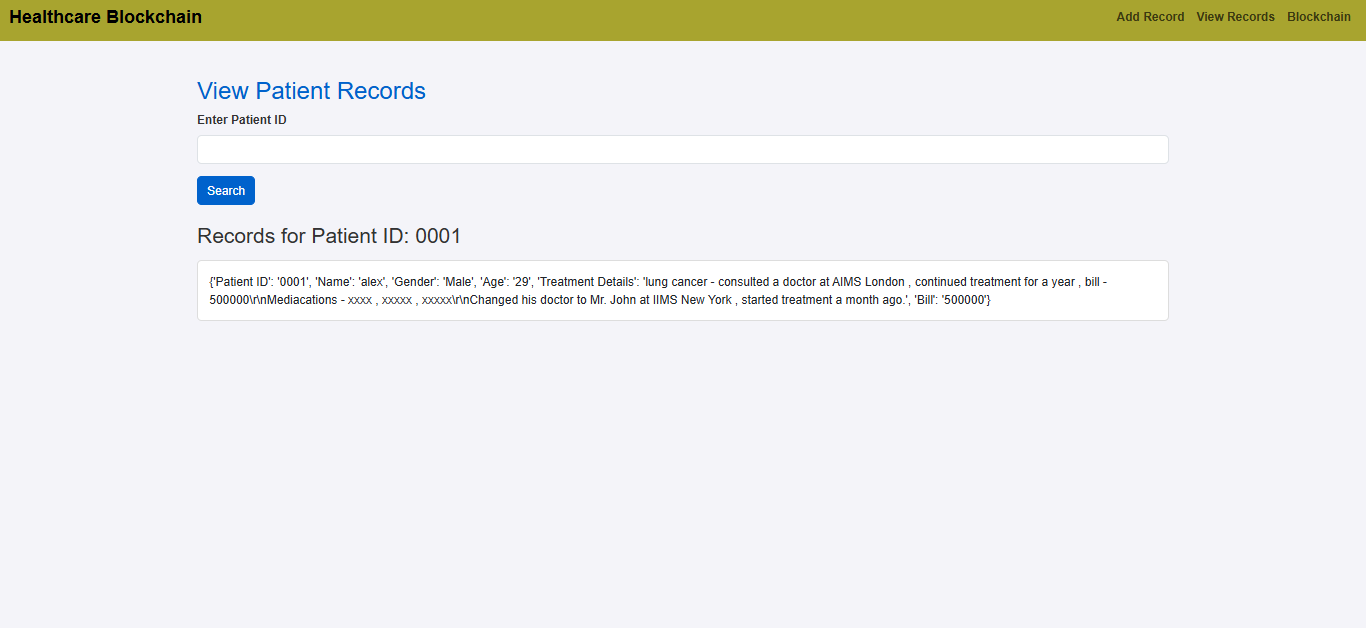 Healthcare Blockchain
Add Record View Records Blockchain
View Patient Records
Enter Patient ID
Search
Records for Patient ID: 0001
{'Patient ID': '0001', 'Name': 'alex', 'Gender': 'Male', 'Age': '29', 'Treatment Details': 'lung cancer - consulted a doctor at AIMS London , continued treatment for a year , bill -
500000\r\nMediacations - xxxx , xxxxx , xxxxx\r\nChanged his doctor to Mr. John at IIMS New York , started treatment a month ago.', 'Bill': '500000'}